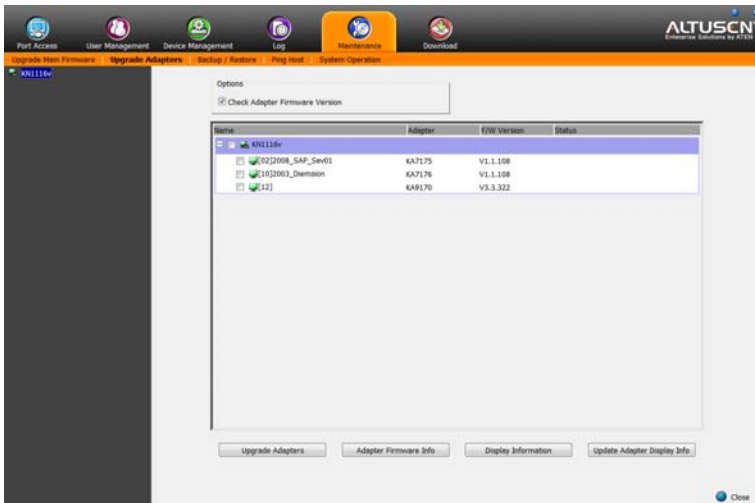 Port Access User Management Device Management Log Maintenance Download
ALTUSCN
Enterprise Solutions by ATEN
Upgrade Main Firmware Upgrade Adapters Backup / Restore Ping Host System Operation
KN1116v
Options
Check Adapter Firmware Version
Name Adapter F/W Version Status
KN1116v
[02]2008_SAP_Sev01 KA7175 V1.1.108
[10]2003_Diemsion KA7176 V1.1.108
[12] KA9170 V3.3.322
Upgrade Adapters Adapter Firmware Info Display Information Update Adapter Display Info
Close